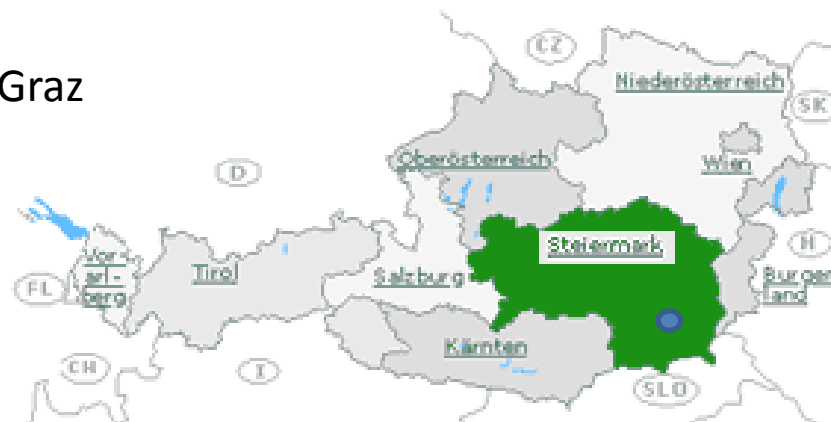 Graz
CZ
Niederösterreich
SK
Oberösterreich
Wien
D
Steiermark
H
Vor-
arl-
berg
Tirol
Salzburg
Burgen
land
FL
Kärnten
CH
I
SLO